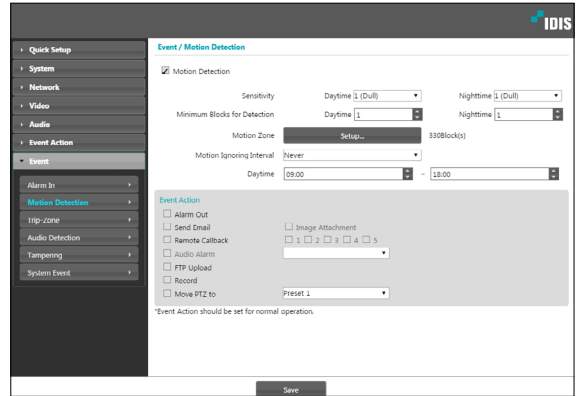 IDIS
Quick Setup
System
Network
Video
Audio
Event Action
Event
Alarm In
Motion Detection
Trip-Zone
Audio Detection
Tampering
System Event
Event / Motion Detection
Motion Detection
Sensitivity Daytime 1 (Dull) Nighttime 1 (Dull)
Minimum Blocks for Detection Daytime 1 Nighttime 1
Motion Zone Setup... 330Block(s)
Motion Ignoring Interval Never
Daytime 09:00 ~ 18:00
Event Action
Alarm Out
Send Email Image Attachment
Remote Callback 1 2 3 4 5
Audio Alarm
FTP Upload
Record
Move PTZ to Preset 1
*Event Action should be set for normal operation.
Save